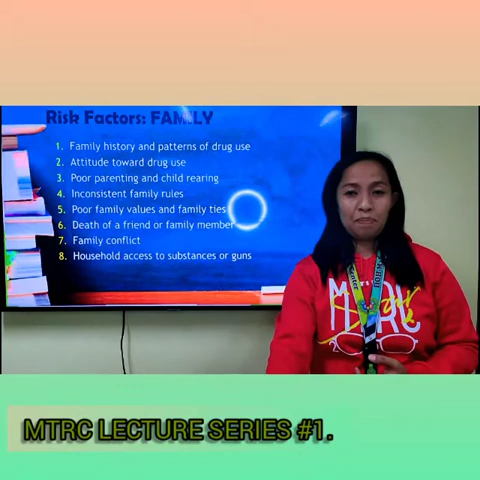 Risk Factors: FAMILY
1. Family history and patterns of drug use
2. Attitude toward drug use
3. Poor parenting and child rearing
4. Inconsistent family rules
5. Poor family values and family ties
6. Death of a friend or family member
7. Family conflict
8. Household access to substances or guns
Center
MTRC
MTRC LECTURE SERIES #1.